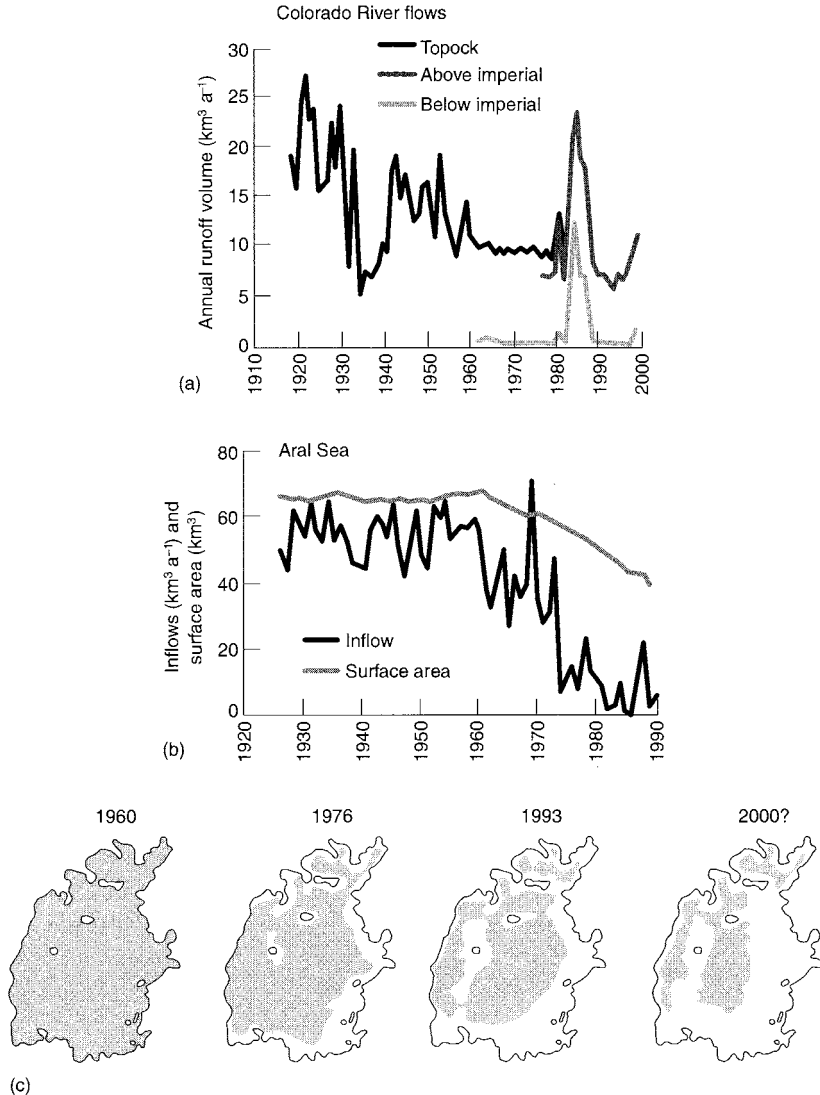 Colorado River flows
Topock
Above imperial
Below imperial
Annual runoff volume (km³ a⁻¹)
30
25
20
15
10
5
0
1910
1920
1930
1940
1950
1960
1970
1980
1990
2000
(a)
Aral Sea
Inflows (km³ a⁻¹) and
surface area (km³)
80
60
40
20
0
Inflow
Surface area
1920
1930
1940
1950
1960
1970
1980
1990
(b)
1960
1976
1993
2000?
(c)